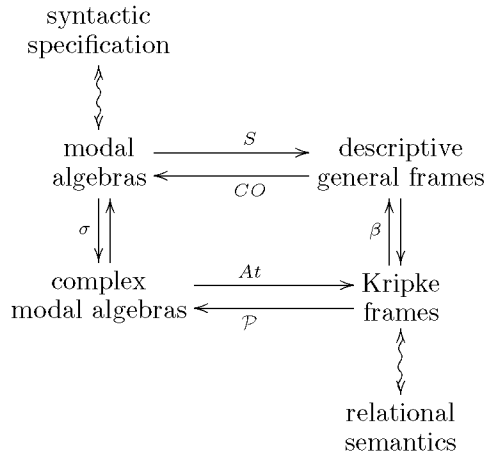 syntactic
specification
modal
algebras
S
CO
descriptive
general frames
σ
β
complex
modal algebras
At
𝒫
Kripke
frames
relational
semantics